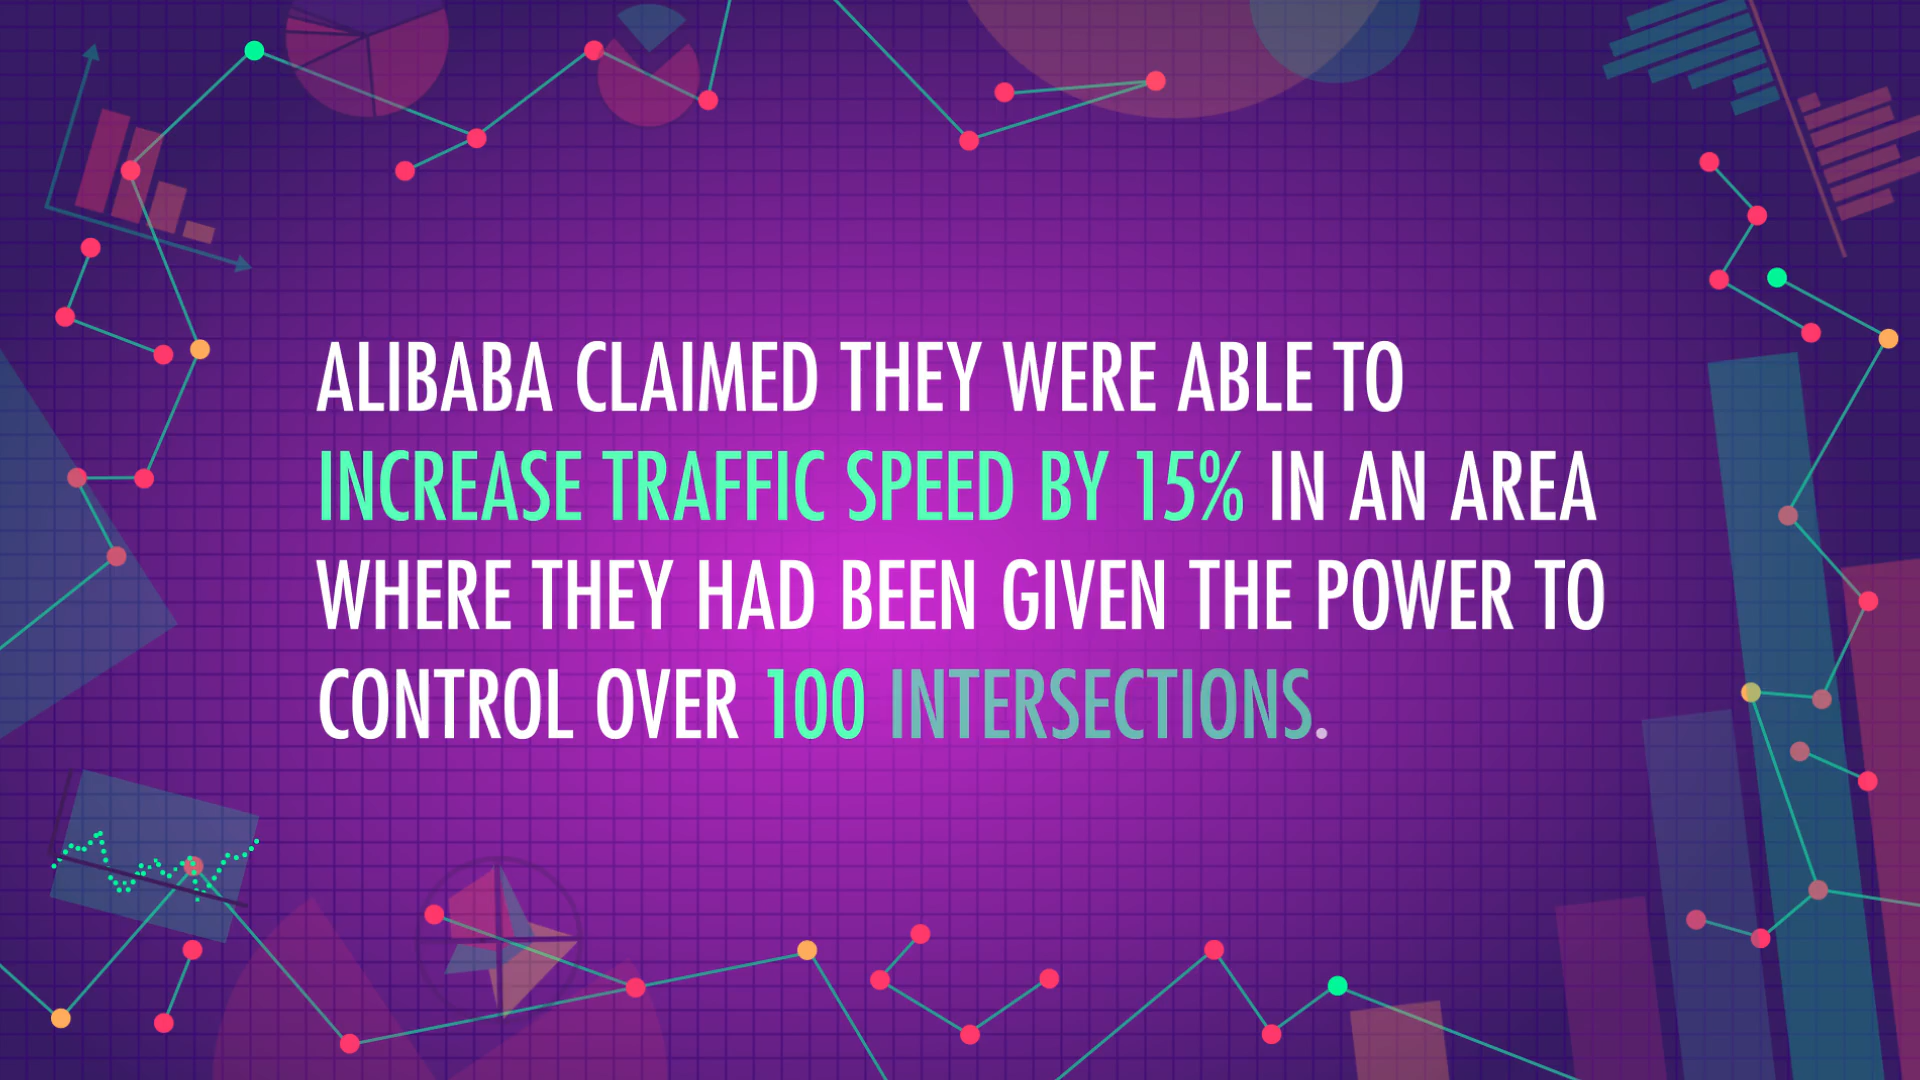 ALIBABA CLAIMED THEY WERE ABLE TO
INCREASE TRAFFIC SPEED BY 15% IN AN AREA
WHERE THEY HAD BEEN GIVEN THE POWER TO
CONTROL OVER 100 INTERSECTIONS.